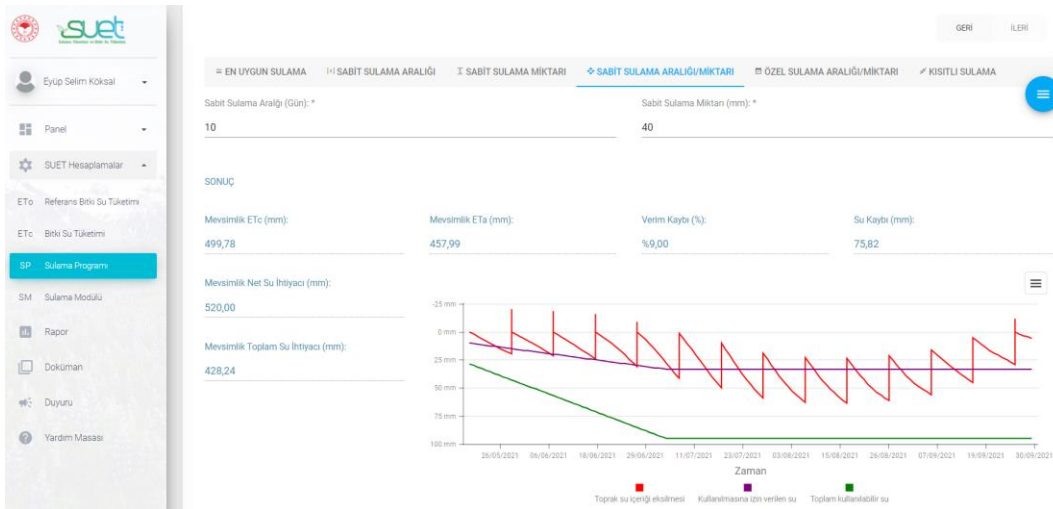 suet
GERİ İLERİ
Eyüp Selim Köksal
Panel
SUET Hesaplamalar
ETo Referans Bitki Su Tüketimi
ETc Bitki Su Tüketimi
SP Sulama Programı
SM Sulama Modülü
Rapor
Doküman
Duyuru
Yardım Masası
EN UYGUN SULAMA SABİT SULAMA ARALIĞI SABİT SULAMA MİKTARI SABİT SULAMA ARALIĞI/MİKTARI ÖZEL SULAMA ARALIĞI/MİKTARI KISITLI SULAMA
Sabit Sulama Aralğı (Gün): * Sabit Sulama Miktarı (mm): *
10 40
SONUÇ
Mevsimlik ETc (mm): Mevsimlik ETa (mm): Verim Kaybı (%): Su Kaybı (mm):
499,78 457,99 %9,00 75,82
Mevsimlik Net Su İhtiyacı (mm):
520,00
Mevsimlik Toplam Su İhtiyacı (mm):
428,24
-25 mm
0 mm
25 mm
50 mm
75 mm
100 mm
26/05/2021 06/06/2021 18/06/2021 29/06/2021 11/07/2021 23/07/2021 03/08/2021 15/08/2021 26/08/2021 07/09/2021 19/09/2021 30/09/2021
Zaman
Toprak su içeriği eksilmesi Kullanılmasına izin verilen su Toplam kullanılabilir su